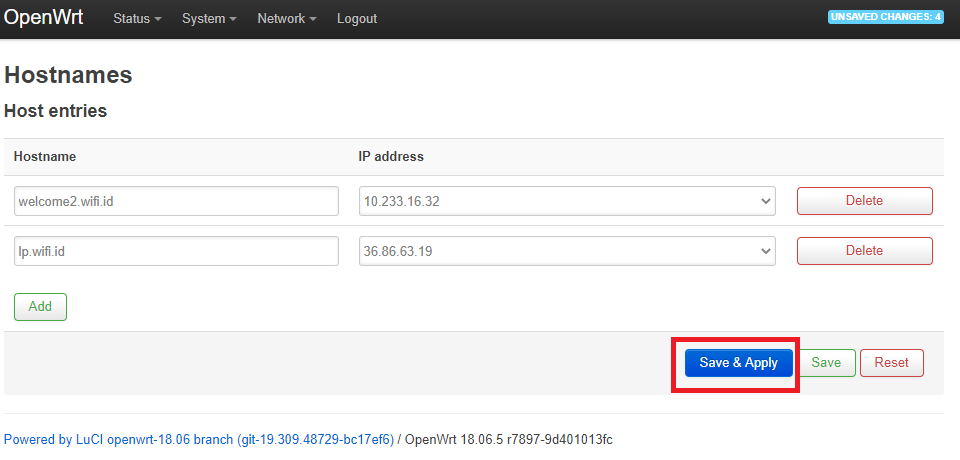 OpenWrt Status System Network Logout UNSAVED CHANGES: 4
Hostnames
Host entries
Hostname IP address
welcome2.wifi.id 10.233.16.32 Delete
lp.wifi.id 36.86.63.19 Delete
Add
Save & Apply Save Reset
Powered by LuCI openwrt-18.06 branch (git-19.309.48729-bc17ef6) / OpenWrt 18.06.5 r7897-9d401013fc